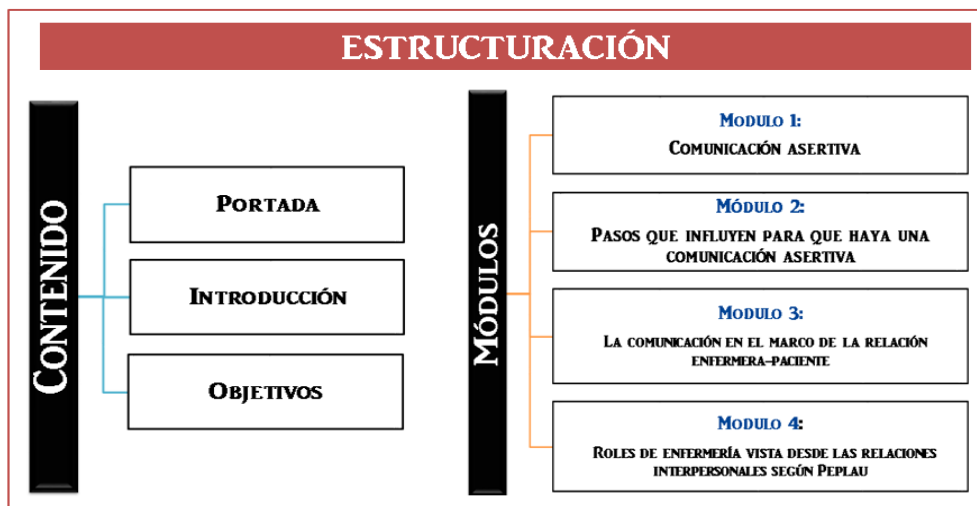 ESTRUCTURACIÓN
CONTENIDO
PORTADA
INTRODUCCIÓN
OBJETIVOS
MÓDULOS
MODULO 1:
COMUNICACIÓN ASERTIVA
MÓDULO 2:
PASOS QUE INFLUYEN PARA QUE HAYA UNA
COMUNICACIÓN ASERTIVA
MODULO 3:
LA COMUNICACIÓN EN EL MARCO DE LA RELACIÓN
ENFERMERA-PACIENTE
MODULO 4:
ROLES DE ENFERMERÍA VISTA DESDE LAS RELACIONES
INTERPERSONALES SEGÚN PEPLAU